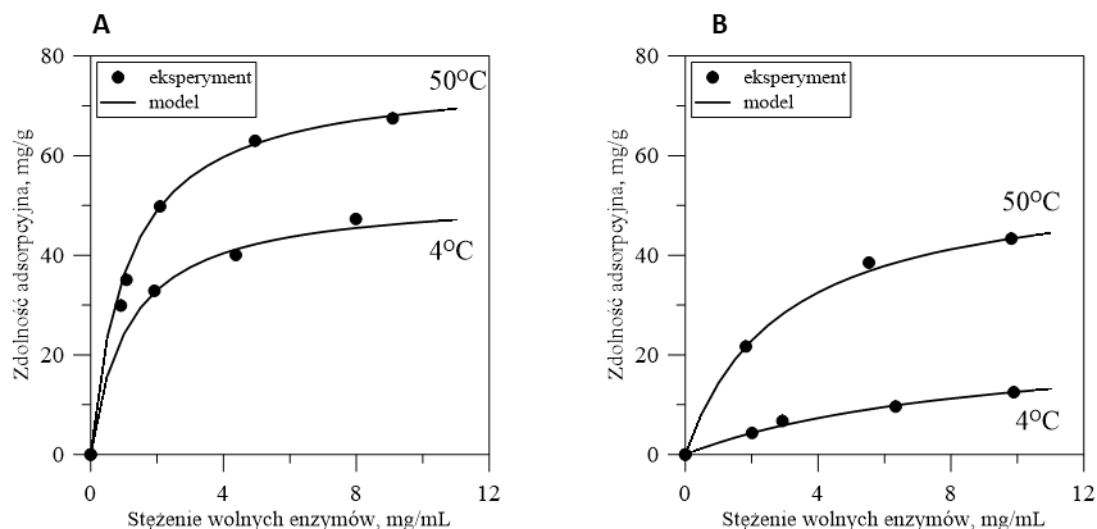 A
80
60
40
20
0
Zdolność adsorpcyjna, mg/g
eksperyment
model
50°C
4°C
0
4
8
12
Stężenie wolnych enzymów, mg/mL
B
80
60
40
20
0
Zdolność adsorpcyjna, mg/g
eksperyment
model
50°C
4°C
0
4
8
12
Stężenie wolnych enzymów, mg/mL